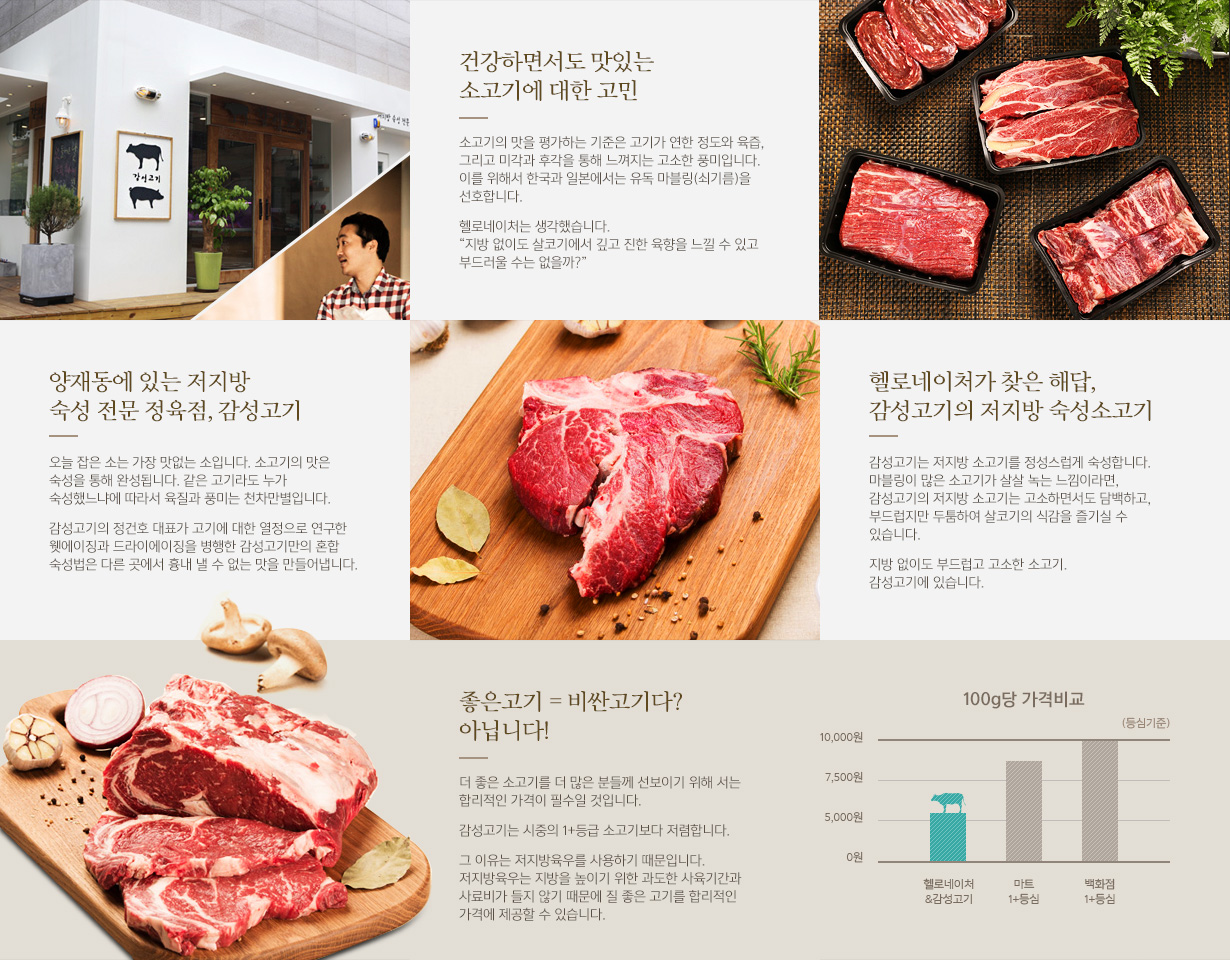 감성고기
건강하면서도 맛있는
소고기에 대한 고민
소고기의 맛을 평가하는 기준은 고기가 연한 정도와 육즙,
그리고 미각과 후각을 통해 느껴지는 고소한 풍미입니다.
이를 위해서 한국과 일본에서는 유독 마블링(쇠기름)을
선호합니다.
헬로네이처는 생각했습니다.
“지방 없이도 살코기에서 깊고 진한 육향을 느낄 수 있고
부드러울 수는 없을까?”
양재동에 있는 저지방
숙성 전문 정육점, 감성고기
오늘 잡은 소는 가장 맛없는 소입니다. 소고기의 맛은
숙성을 통해 완성됩니다. 같은 고기라도 누가
숙성했느냐에 따라서 육질과 풍미는 천차만별입니다.
감성고기의 정건호 대표가 고기에 대한 열정으로 연구한
웻에이징과 드라이에이징을 병행한 감성고기만의 혼합
숙성법은 다른 곳에서 흉내 낼 수 없는 맛을 만들어냅니다.
헬로네이처가 찾은 해답,
감성고기의 저지방 숙성소고기
감성고기는 저지방 소고기를 정성스럽게 숙성합니다.
마블링이 많은 소고기가 살살 녹는 느낌이라면,
감성고기의 저지방 소고기는 고소하면서도 담백하고,
부드럽지만 두툼하여 살코기의 식감을 즐기실 수
있습니다.
지방 없이도 부드럽고 고소한 소고기.
감성고기에 있습니다.
좋은고기 = 비싼고기다?
아닙니다!
더 좋은 소고기를 더 많은 분들께 선보이기 위해 서는
합리적인 가격이 필수일 것입니다.
감성고기는 시중의 1+등급 소고기보다 저렴합니다.
그 이유는 저지방육우를 사용하기 때문입니다.
저지방육우는 지방을 높이기 위한 과도한 사육기간과
사료비가 들지 않기 때문에 질 좋은 고기를 합리적인
가격에 제공할 수 있습니다.
100g당 가격비교
(등심기준)
10,000원
7,500원
5,000원
0원
헬로네이처
&감성고기
마트
1+등심
백화점
1+등심